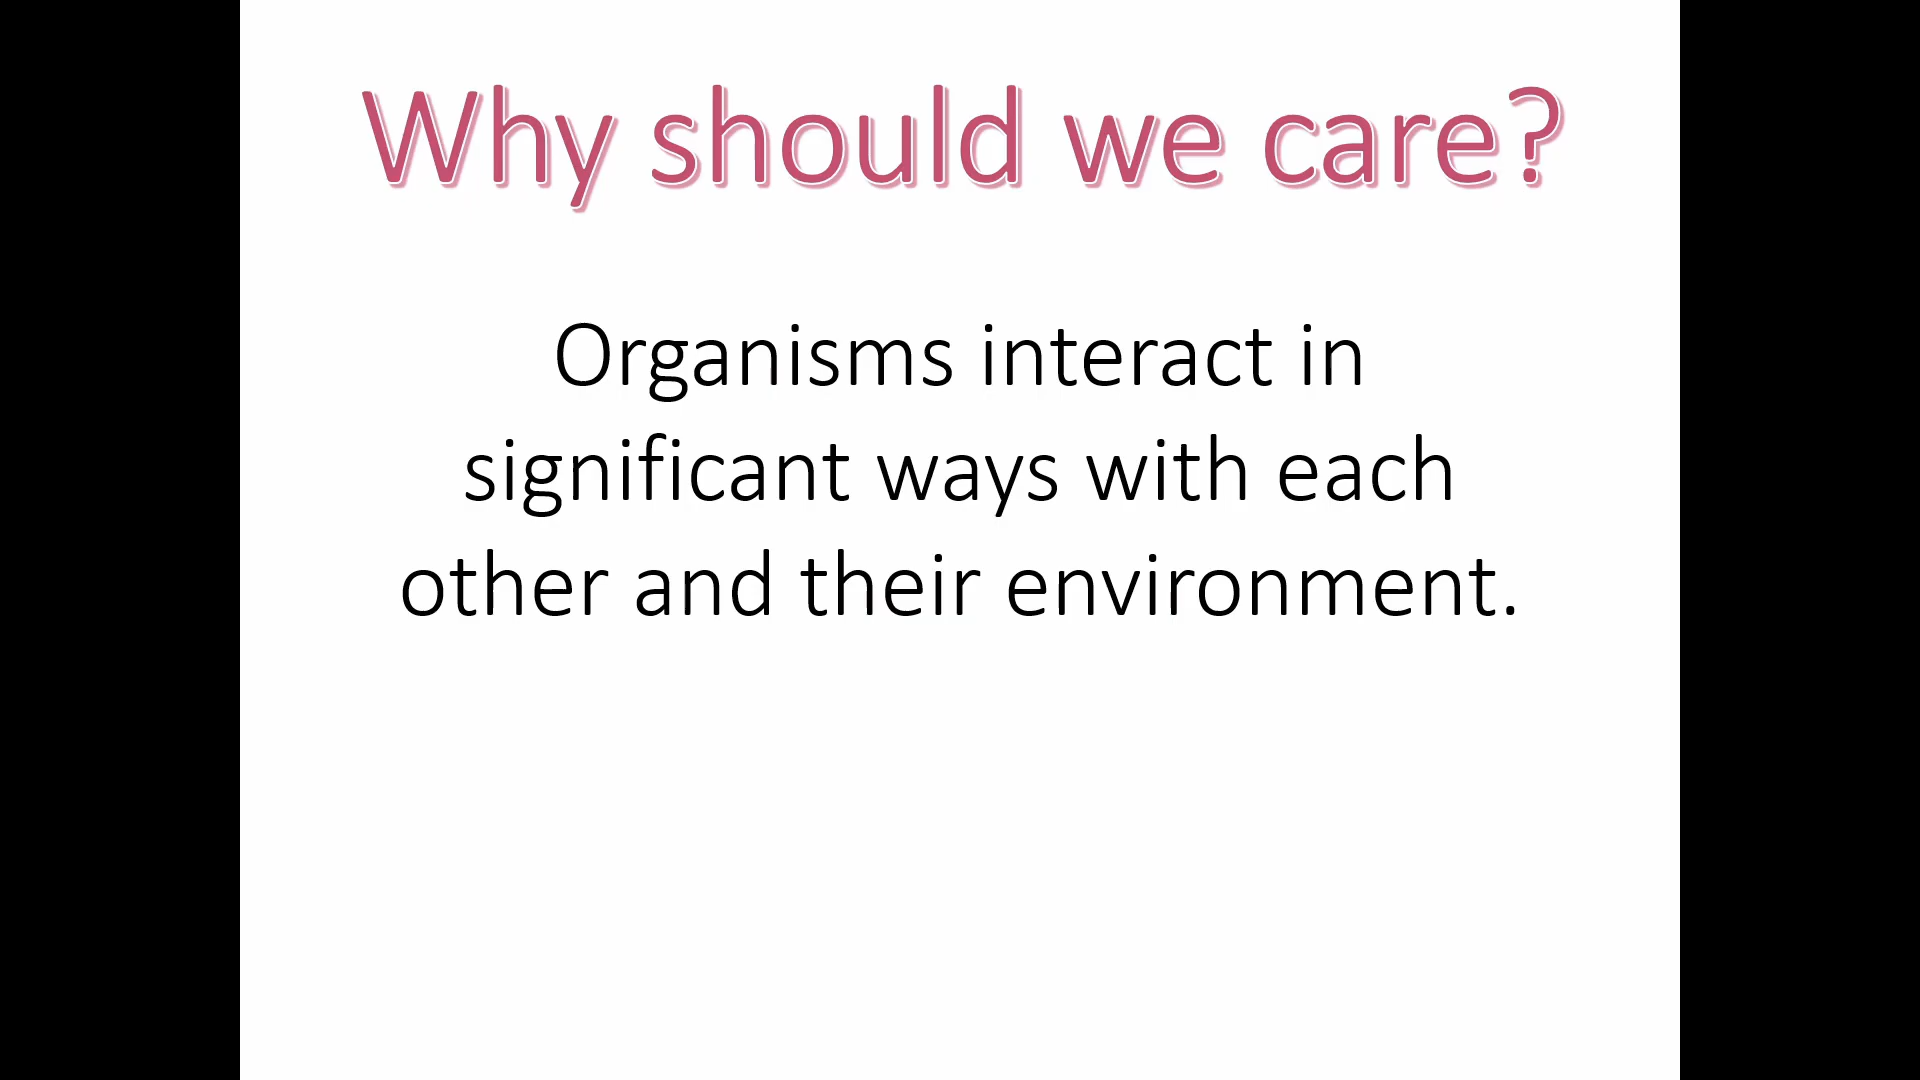 Why should we care?
Organisms interact in
significant ways with each
other and their environment.